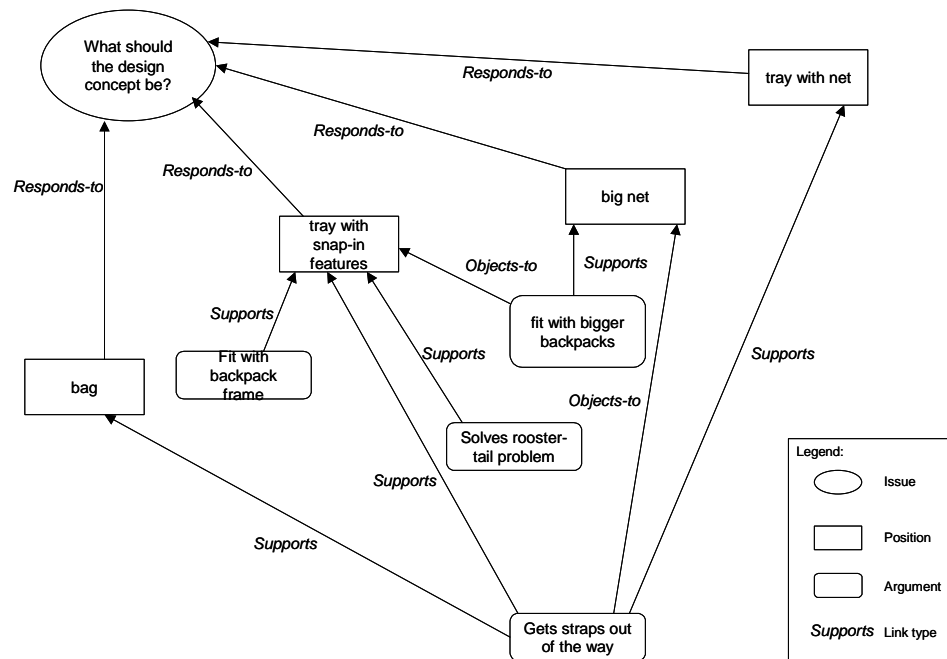 What should
the design
concept be?
Responds-to
tray with net
Responds-to
Responds-to
Responds-to
big net
tray with
snap-in
features
Objects-to
Supports
Supports
fit with bigger
backpacks
Fit with
backpack
frame
Supports
Supports
bag
Objects-to
Solves rooster-
tail problem
Supports
Supports
Gets straps out
of the way
Legend:
Issue
Position
Argument
Supports Link type